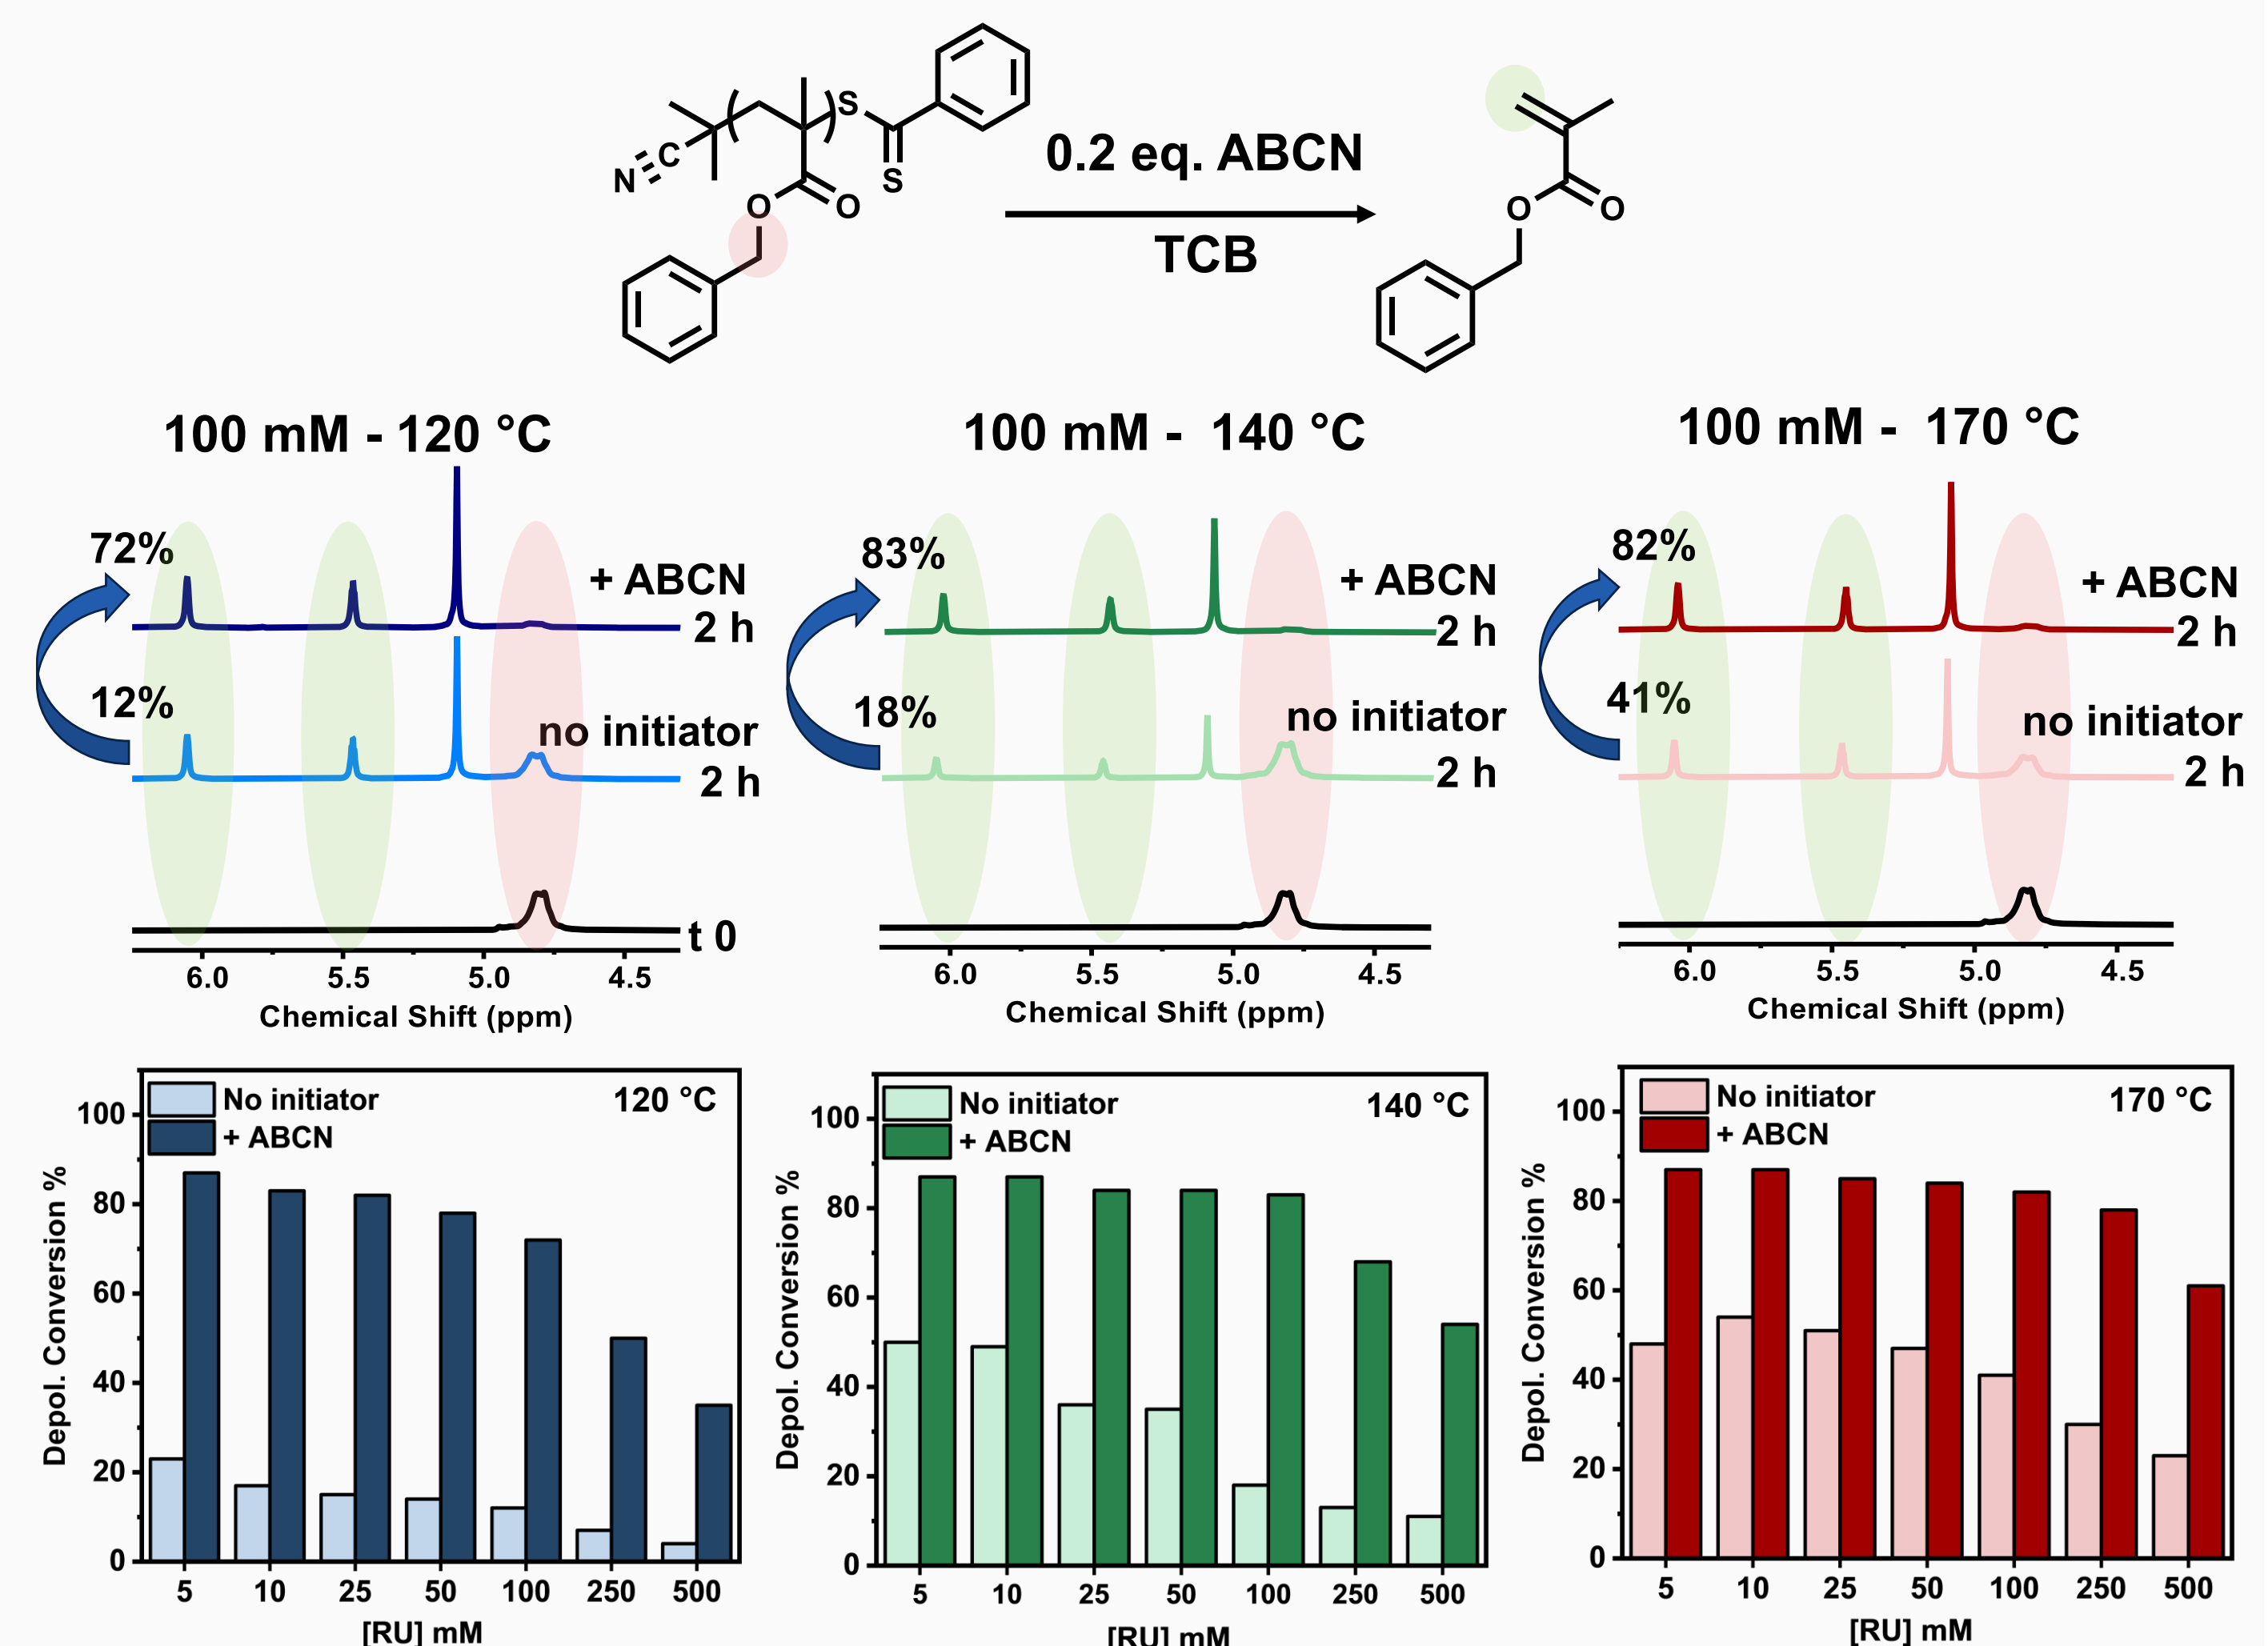 S
N
C
S
O
O
0.2 eq. ABCN
TCB
O
O
100 mM - 120 °C
72%
+ ABCN
2 h
12%
no initiator
2 h
t 0
6.0 5.5 5.0 4.5
Chemical Shift (ppm)
100 mM - 140 °C
83%
+ ABCN
2 h
18%
no initiator
2 h
6.0 5.5 5.0 4.5
Chemical Shift (ppm)
100 mM - 170 °C
82%
+ ABCN
2 h
41%
no initiator
2 h
6.0 5.5 5.0 4.5
Chemical Shift (ppm)
No initiator
+ ABCN
120 °C
Depol. Conversion %
100
80
60
40
20
0
5 10 25 50 100 250 500
[RU] mM
No initiator
+ ABCN
140 °C
Depol. Conversion %
100
80
60
40
20
0
5 10 25 50 100 250 500
[RU] mM
No initiator
+ ABCN
170 °C
Depol. Conversion %
100
80
60
40
20
0
5 10 25 50 100 250 500
[RU] mM